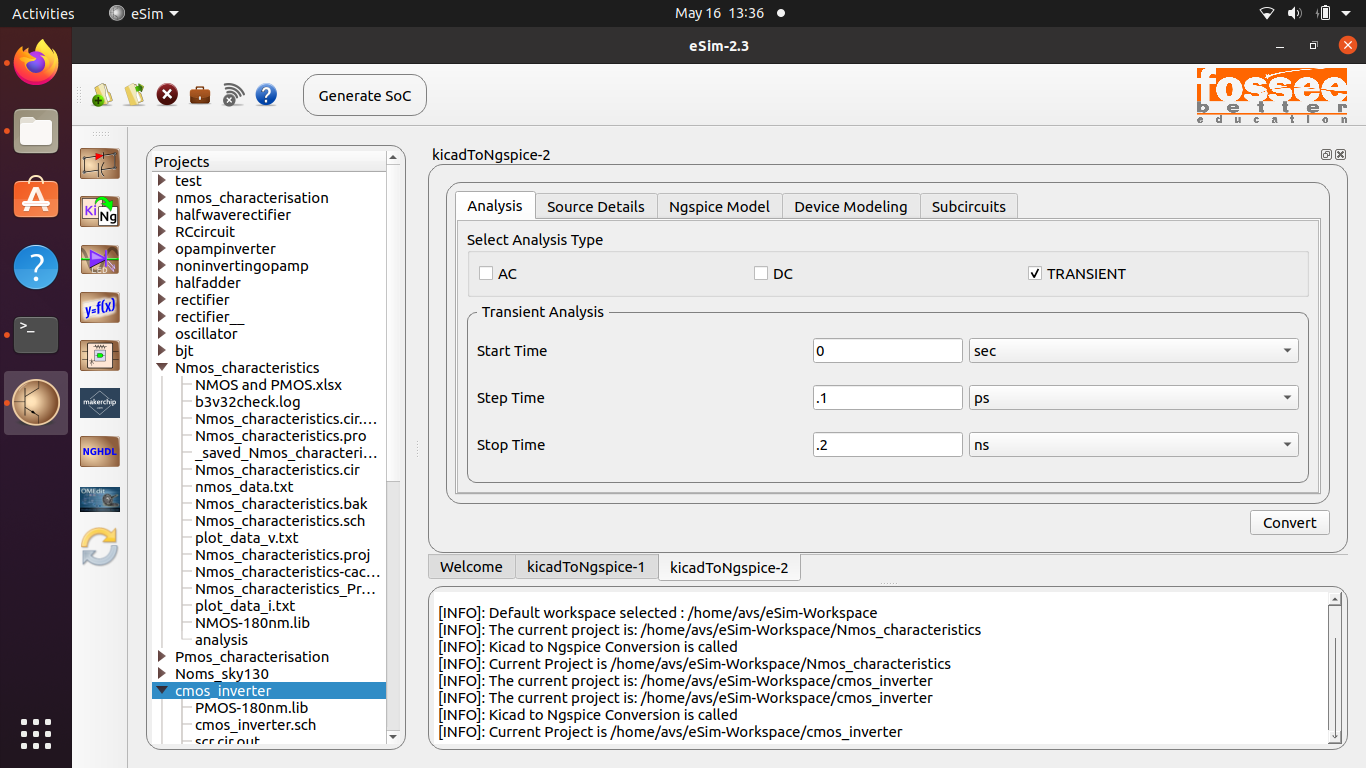 Activities eSim May 16 13:36
eSim-2.3
Generate SoC
fossee
better
education
Projects
test
nmos_characterisation
halfwaverectifier
RCcircuit
opampinverter
noninvertingopamp
halfadder
rectifier
rectifier__
oscillator
bjt
Nmos_characteristics
NMOS and PMOS.xlsx
b3v32check.log
Nmos_characteristics.cir....
Nmos_characteristics.pro
_saved_Nmos_characteri...
Nmos_characteristics.cir
nmos_data.txt
Nmos_characteristics.bak
Nmos_characteristics.sch
plot_data_v.txt
Nmos_characteristics.proj
Nmos_characteristics-cac...
Nmos_characteristics_Pr...
plot_data_i.txt
NMOS-180nm.lib
analysis
Pmos_characterisation
Noms_sky130
cmos_inverter
PMOS-180nm.lib
cmos_inverter.sch
scr.cir.out
Ki Ng
y=f(x)
makerchip
NGHDL
OMEdit
kicadToNgspice-2
Analysis Source Details Ngspice Model Device Modeling Subcircuits
Select Analysis Type
AC DC TRANSIENT
Transient Analysis
Start Time 0 sec
Step Time .1 ps
Stop Time .2 ns
Convert
Welcome kicadToNgspice-1 kicadToNgspice-2
[INFO]: Default workspace selected : /home/avs/eSim-Workspace
[INFO]: The current project is: /home/avs/eSim-Workspace/Nmos_characteristics
[INFO]: Kicad to Ngspice Conversion is called
[INFO]: Current Project is /home/avs/eSim-Workspace/Nmos_characteristics
[INFO]: The current project is: /home/avs/eSim-Workspace/cmos_inverter
[INFO]: The current project is: /home/avs/eSim-Workspace/cmos_inverter
[INFO]: Kicad to Ngspice Conversion is called
[INFO]: Current Project is /home/avs/eSim-Workspace/cmos_inverter